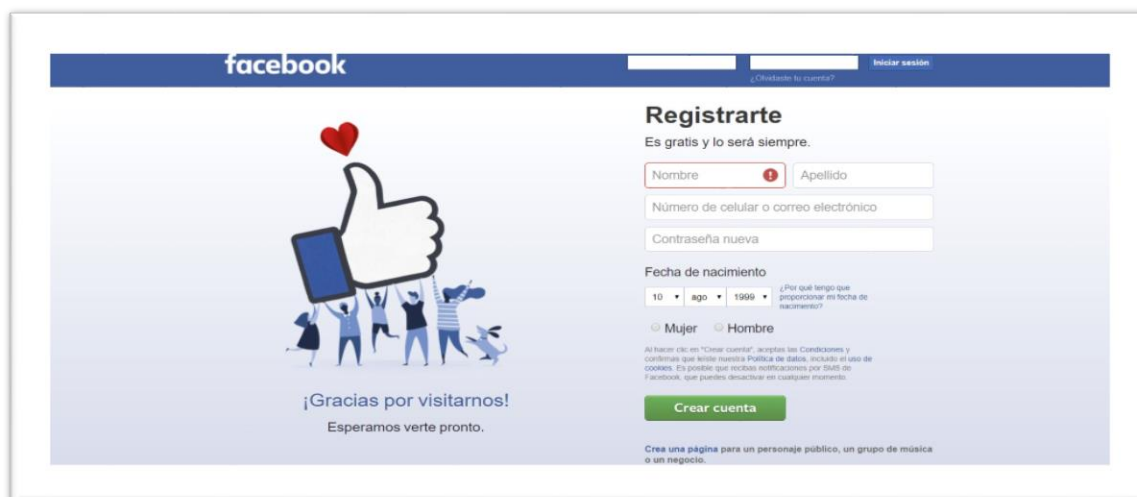 facebook
Iniciar sesión
¿Olvidaste tu cuenta?
Registrarte
Es gratis y lo será siempre.
Nombre
Apellido
Número de celular o correo electrónico
Contraseña nueva
Fecha de nacimiento
10 ago 1999
¿Por qué tengo que
proporcionar mi fecha de
nacimiento?
Mujer Hombre
Al hacer clic en "Crear cuenta", aceptas las Condiciones y
confirmas que leíste nuestra Política de datos, incluido el uso de
cookies. Es posible que recibas notificaciones por SMS de
Facebook, que puedes desactivar en cualquier momento.
Crear cuenta
Crea una página para un personaje público, un grupo de música
o un negocio.
¡Gracias por visitarnos!
Esperamos verte pronto.